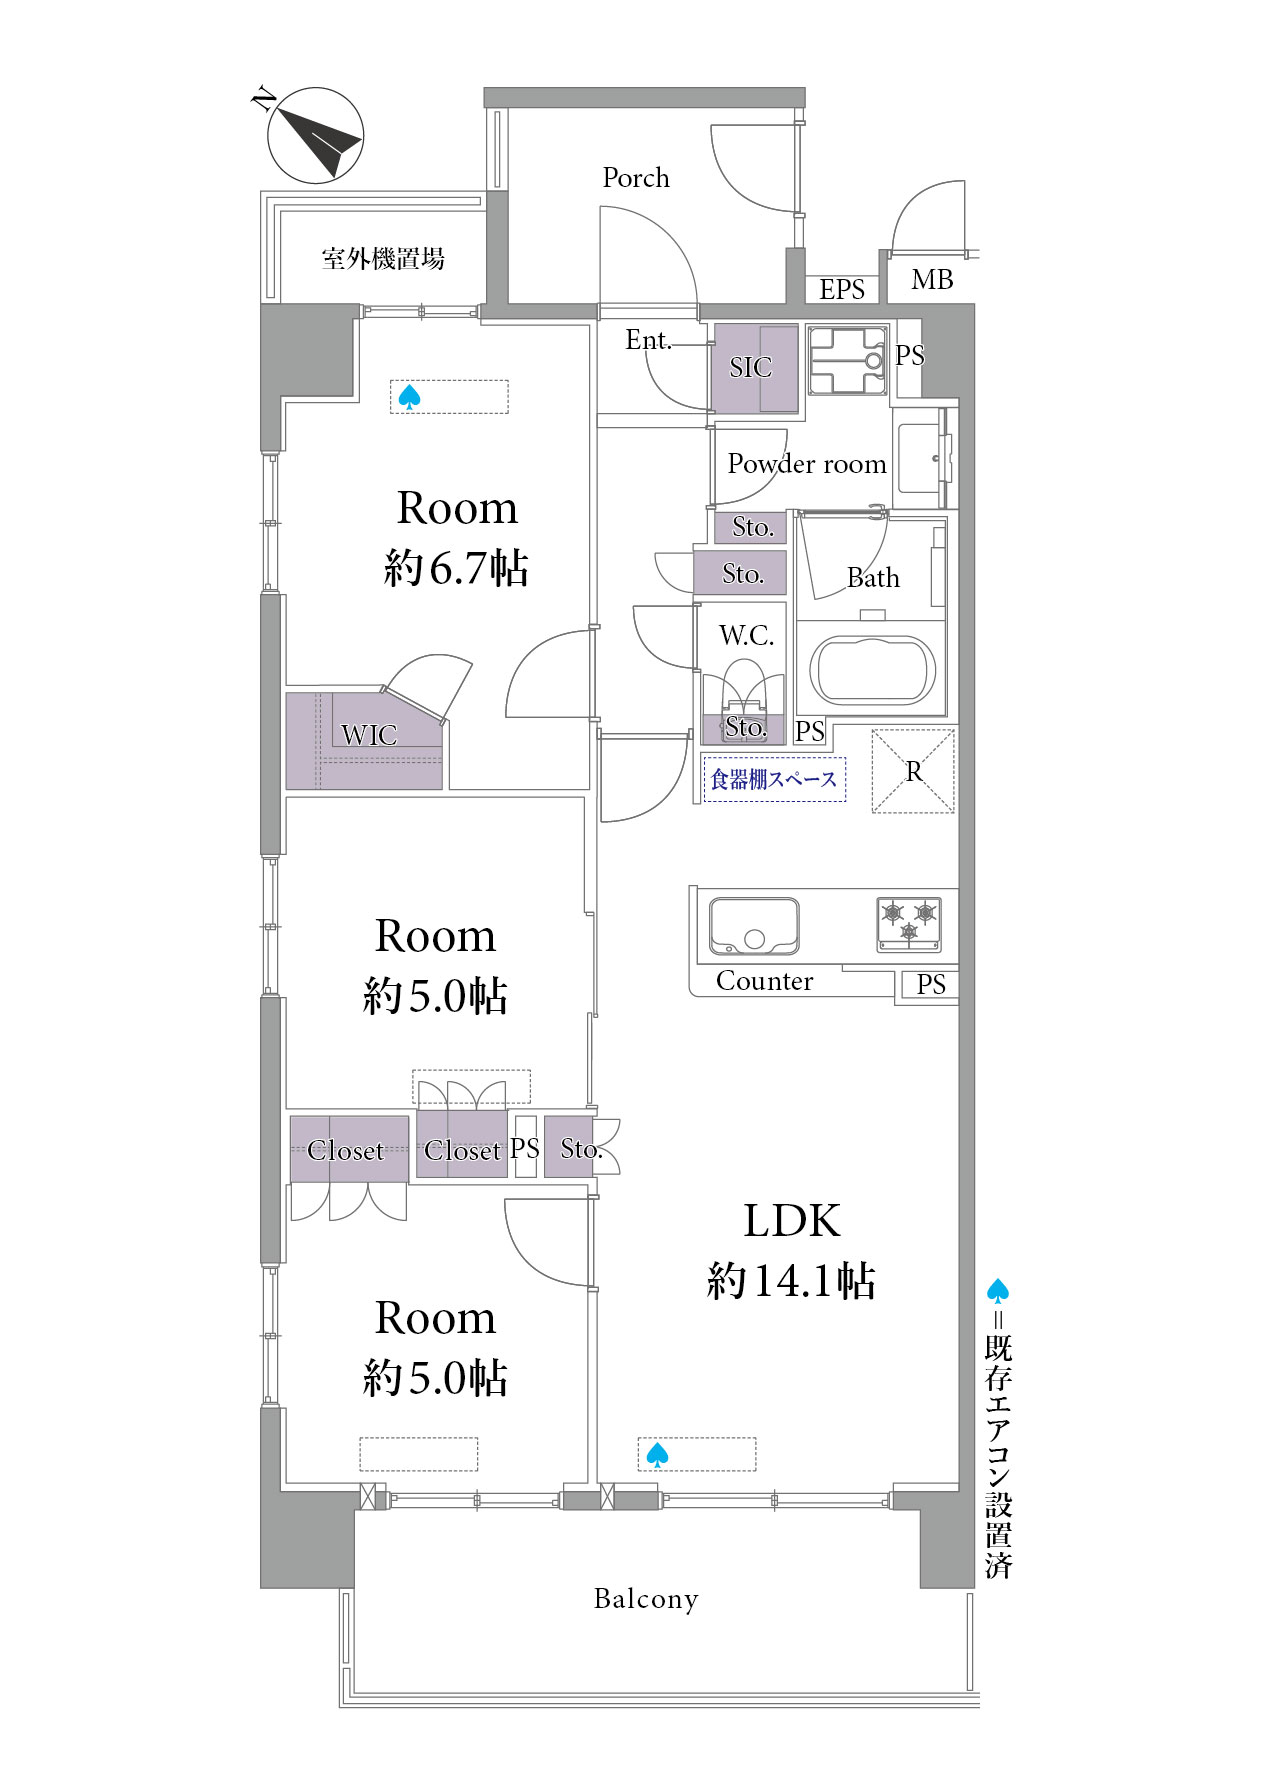 N
Porch
室外機置場
EPS
MB
Ent.
SIC
PS
Powder room
Room
約6.7帖
Sto.
Sto.
Bath
W.C.
Sto.
PS
WIC
食器棚スペース
R
Room
約5.0帖
Counter
PS
Closet
Closet
PS
Sto.
LDK
約14.1帖
Room
約5.0帖
=既存エアコン設置済
Balcony